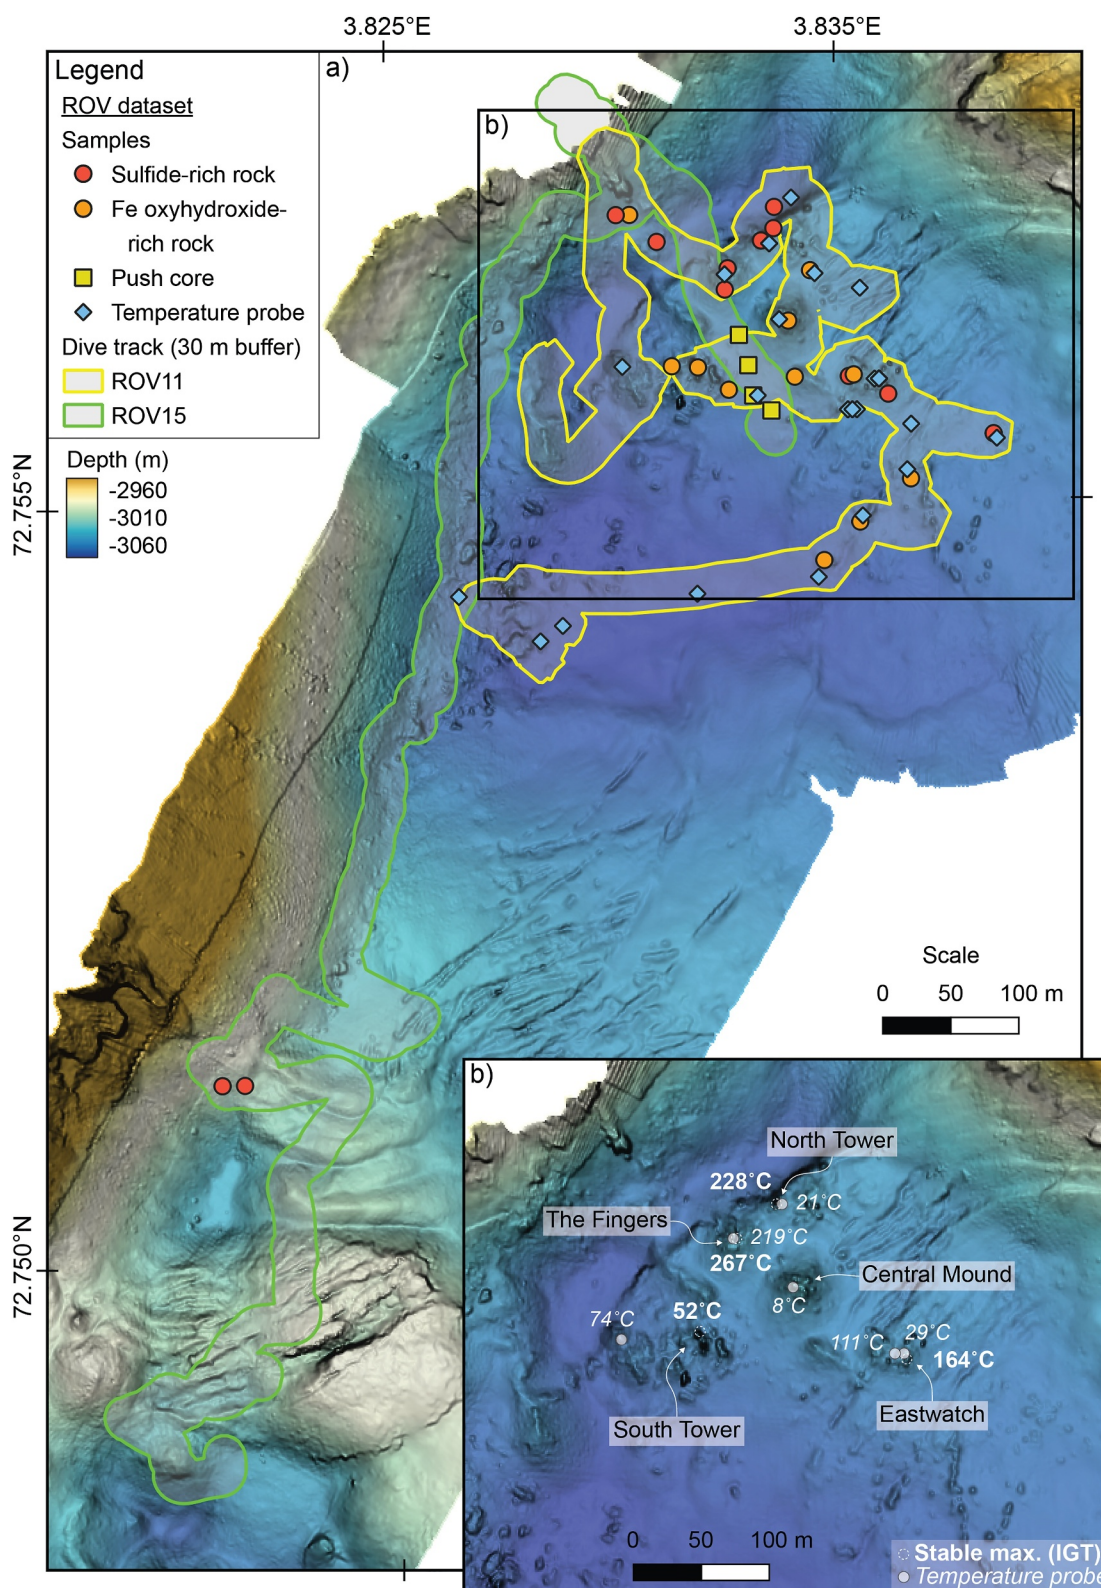 3.825°E
3.835°E
Legend
ROV dataset
Samples
Sulfide-rich rock
Fe oxyhydroxide-
rich rock
Push core
Temperature probe
Dive track (30 m buffer)
ROV11
ROV15
Depth (m)
-2960
-3010
-3060
a)
b)
72.755°N
72.750°N
Scale
0 50 100 m
b)
North Tower
228°C
21°C
The Fingers
219°C
267°C
Central Mound
8°C
74°C
52°C
111°C
29°C
164°C
South Tower
Eastwatch
0 50 100 m
Stable max. (IGT)
Temperature probe